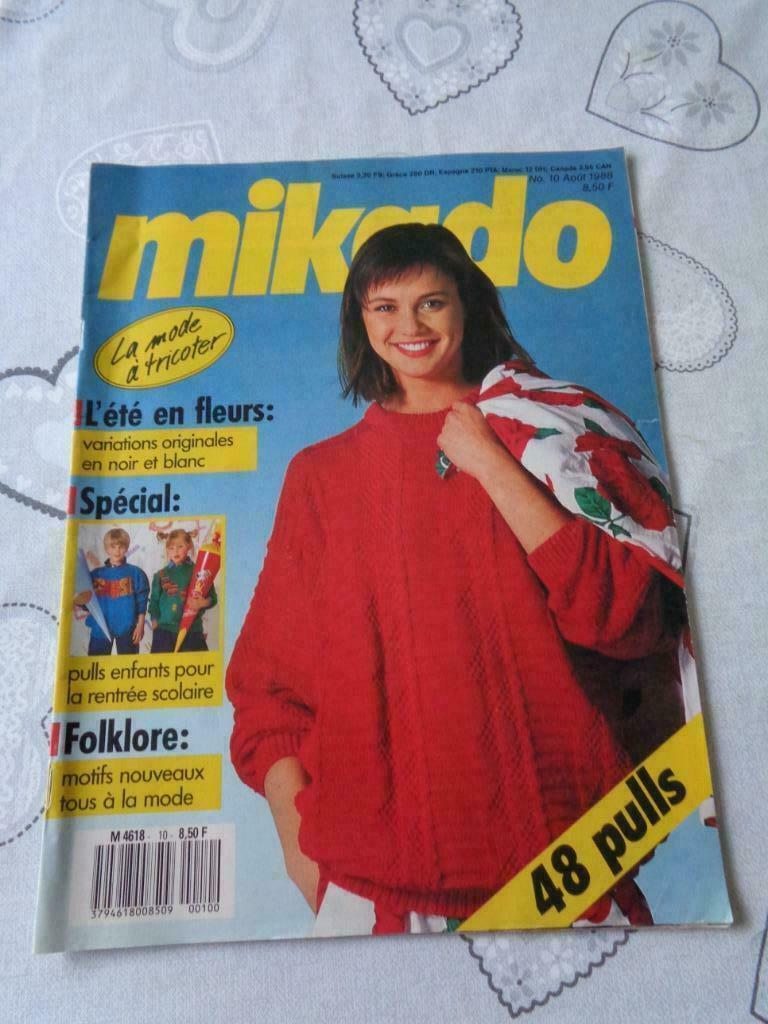 Suisse 3,30 FS; Grèce 280 DR; Espagne 210 PTA; Maroc 12 DH; Canada 2.95 CAN
No. 10 Août 1988
8,50 F
mikado
La mode
à tricoter
L'été en fleurs:
variations originales
en noir et blanc
Spécial:
pulls enfants pour
la rentrée scolaire
Folklore:
motifs nouveaux
tous à la mode
M 4618 - 10 - 8,50 F
3794618008509 00100
48 pulls